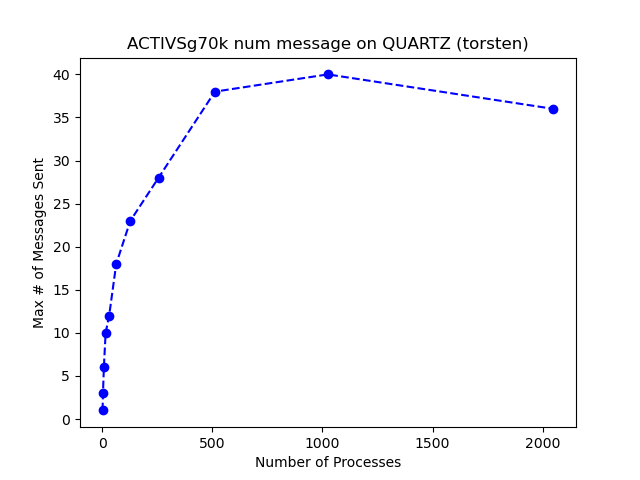 ACTIVSg70k num message on QUARTZ (torsten)
Max # of Messages Sent
40
35
30
25
20
15
10
5
0
0 500 1000 1500 2000
Number of Processes